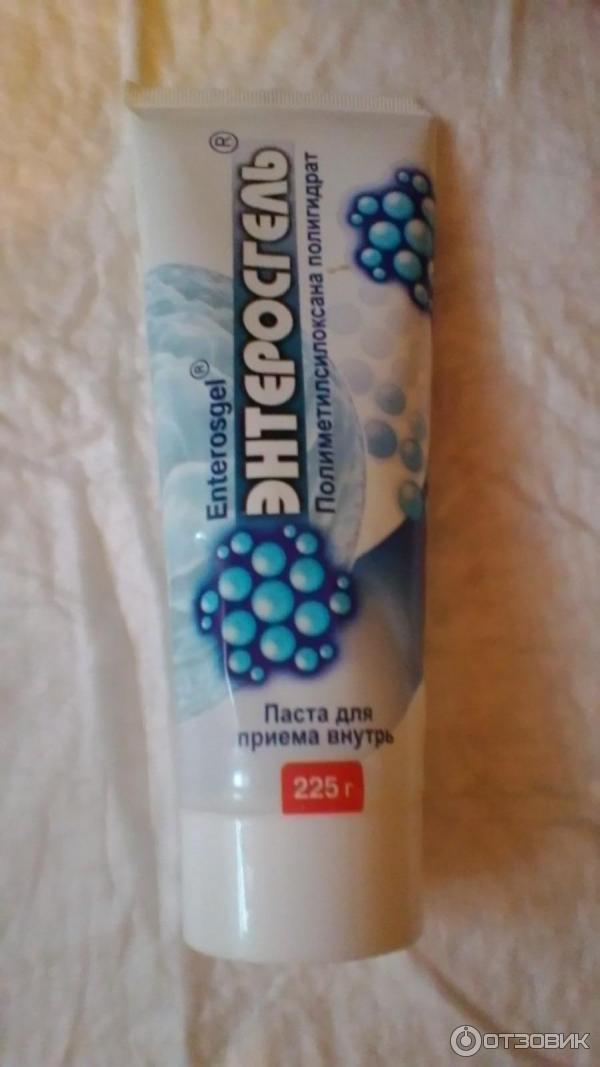 Enterosgel®
ЭНТЕРОСГЕЛЬ®
Полиметилсилоксана полигидрат
Паста для
приема внутрь
225 г
ОТЗОВИК